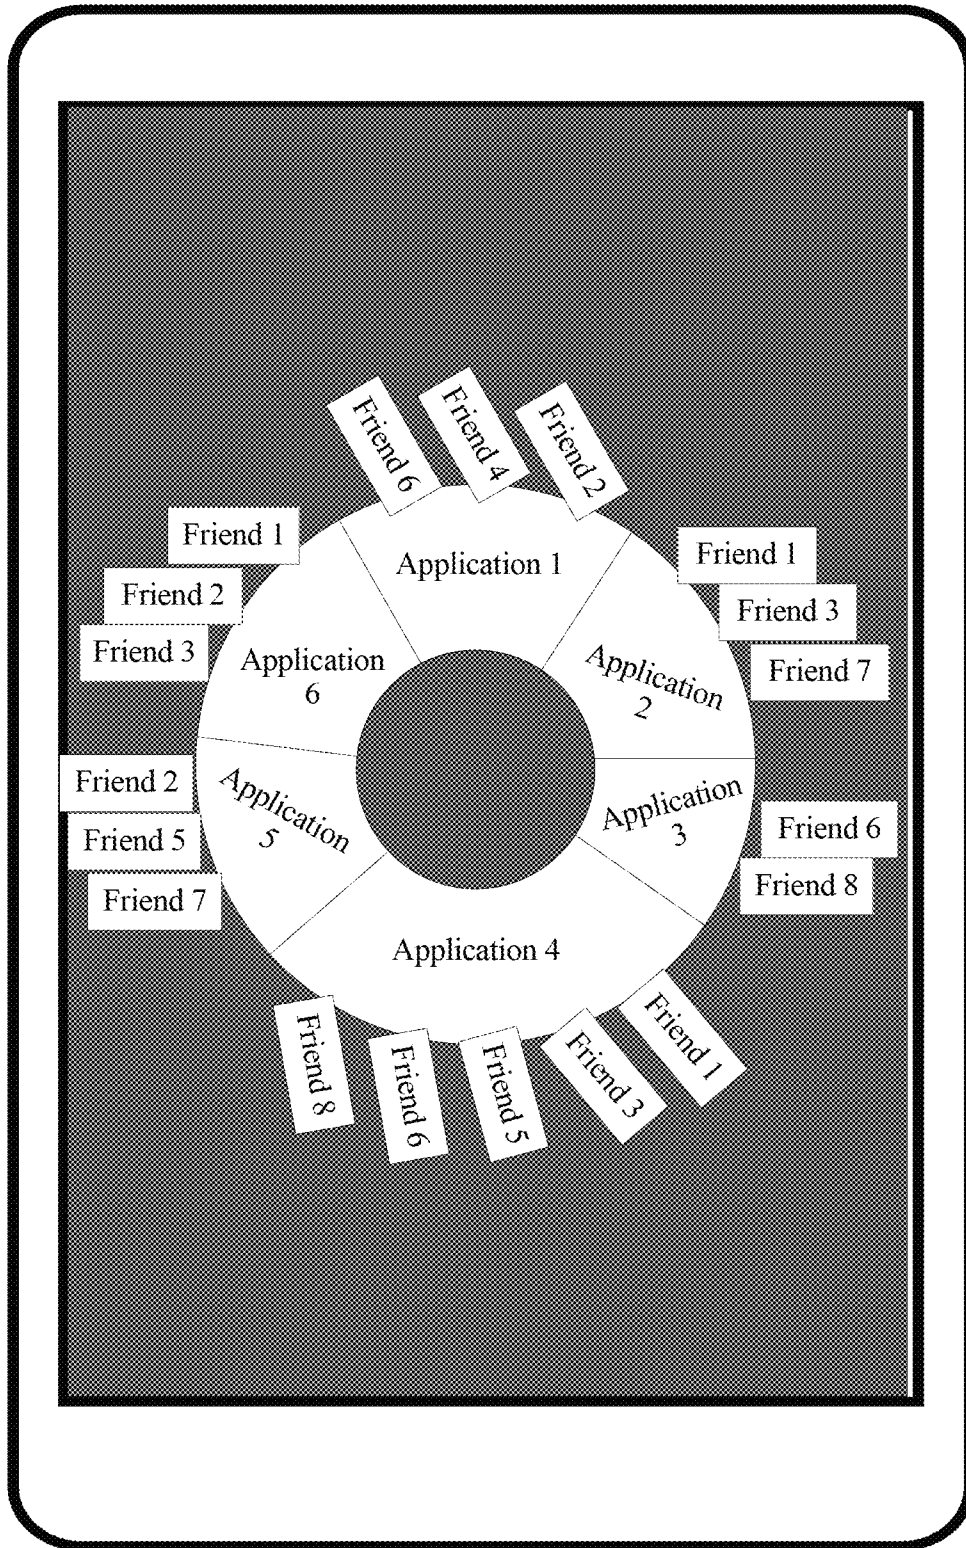 Friend 6
Friend 4
Friend 2
Friend 1
Friend 2
Friend 3
Application 1
Friend 1
Friend 3
Friend 7
Application
6
Application
2
Friend 2
Friend 5
Friend 7
Application
5
Application
3
Friend 6
Friend 8
Application 4
Friend 8
Friend 6
Friend 5
Friend 3
Friend 1